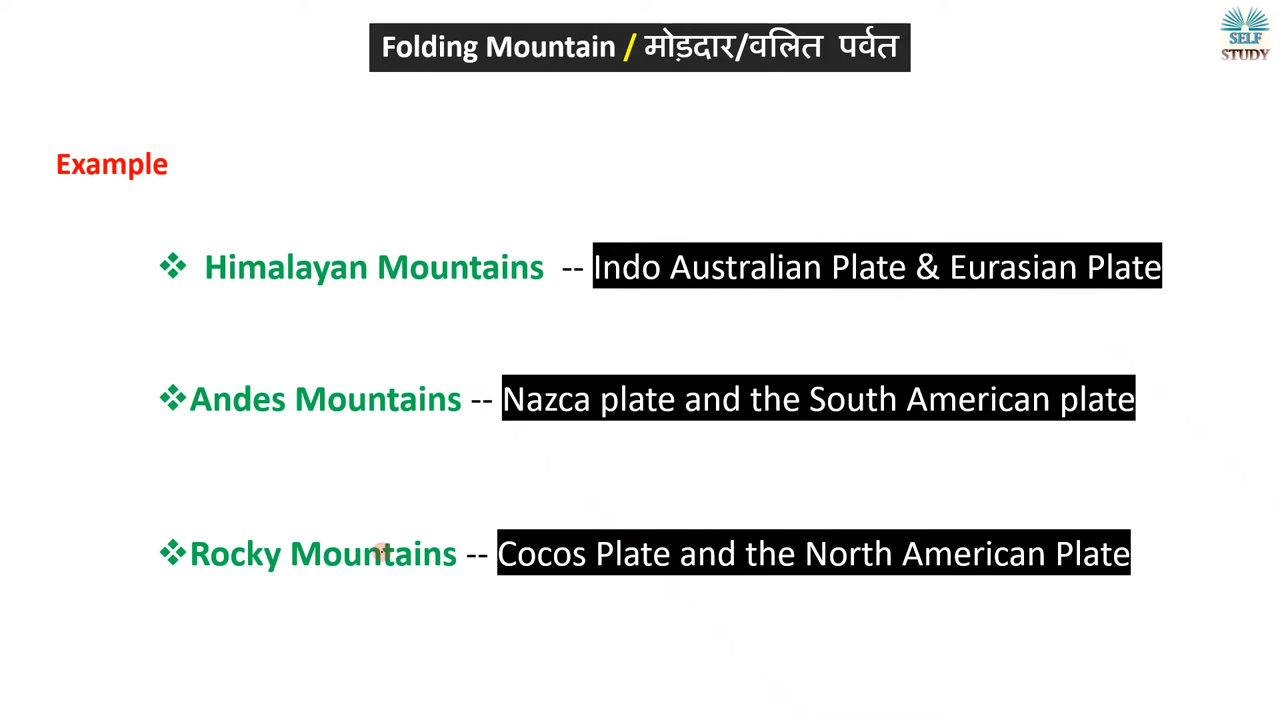 Folding Mountain / मोड़दार/वलित पर्वत
SELF
STUDY
Example
❖ Himalayan Mountains -- Indo Australian Plate & Eurasian Plate
❖Andes Mountains -- Nazca plate and the South American plate
❖Rocky Mountains -- Cocos Plate and the North American Plate